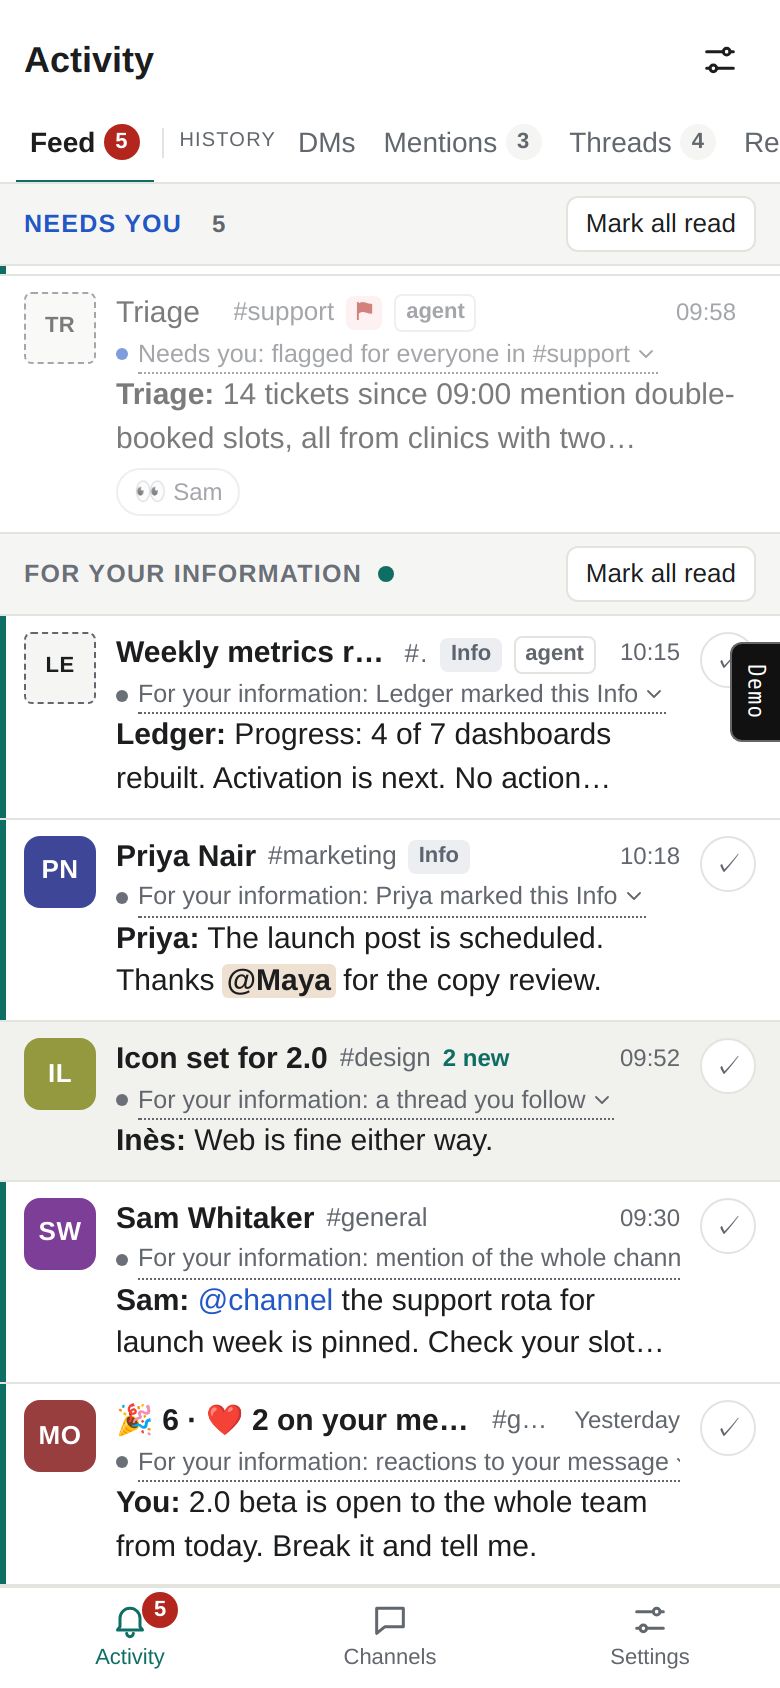 Activity
Feed 5 HISTORY DMs Mentions 3 Threads 4 Re
NEEDS YOU 5 Mark all read
TR Triage #support agent 09:58
Needs you: flagged for everyone in #support
Triage: 14 tickets since 09:00 mention double-
booked slots, all from clinics with two…
👀 Sam
FOR YOUR INFORMATION Mark all read
LE Weekly metrics r… #. Info agent 10:15
Demo
For your information: Ledger marked this Info
Ledger: Progress: 4 of 7 dashboards
rebuilt. Activation is next. No action…
PN Priya Nair #marketing Info 10:18 ✓
For your information: Priya marked this Info
Priya: The launch post is scheduled.
Thanks @Maya for the copy review.
IL Icon set for 2.0 #design 2 new 09:52 ✓
For your information: a thread you follow
Inès: Web is fine either way.
SW Sam Whitaker #general 09:30 ✓
For your information: mention of the whole chann
Sam: @channel the support rota for
launch week is pinned. Check your slot…
MO 🎉 6 · ❤️ 2 on your me… #g… Yesterday ✓
For your information: reactions to your message
You: 2.0 beta is open to the whole team
from today. Break it and tell me.
5
Activity Channels Settings